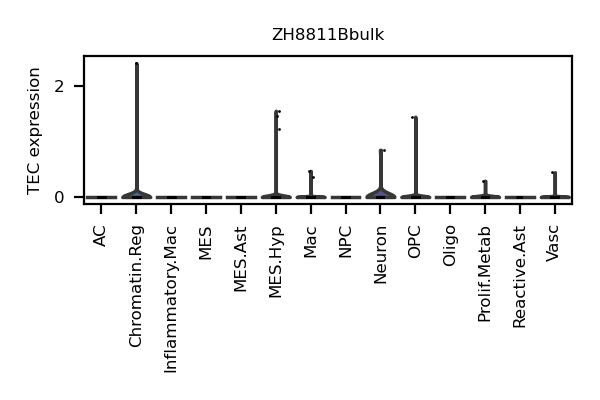 ZH8811Bbulk
TEC expression
2
0
AC
Chromatin.Reg
Inflammatory.Mac
MES
MES.Ast
MES.Hyp
Mac
NPC
Neuron
OPC
Oligo
Prolif.Metab
Reactive.Ast
Vasc